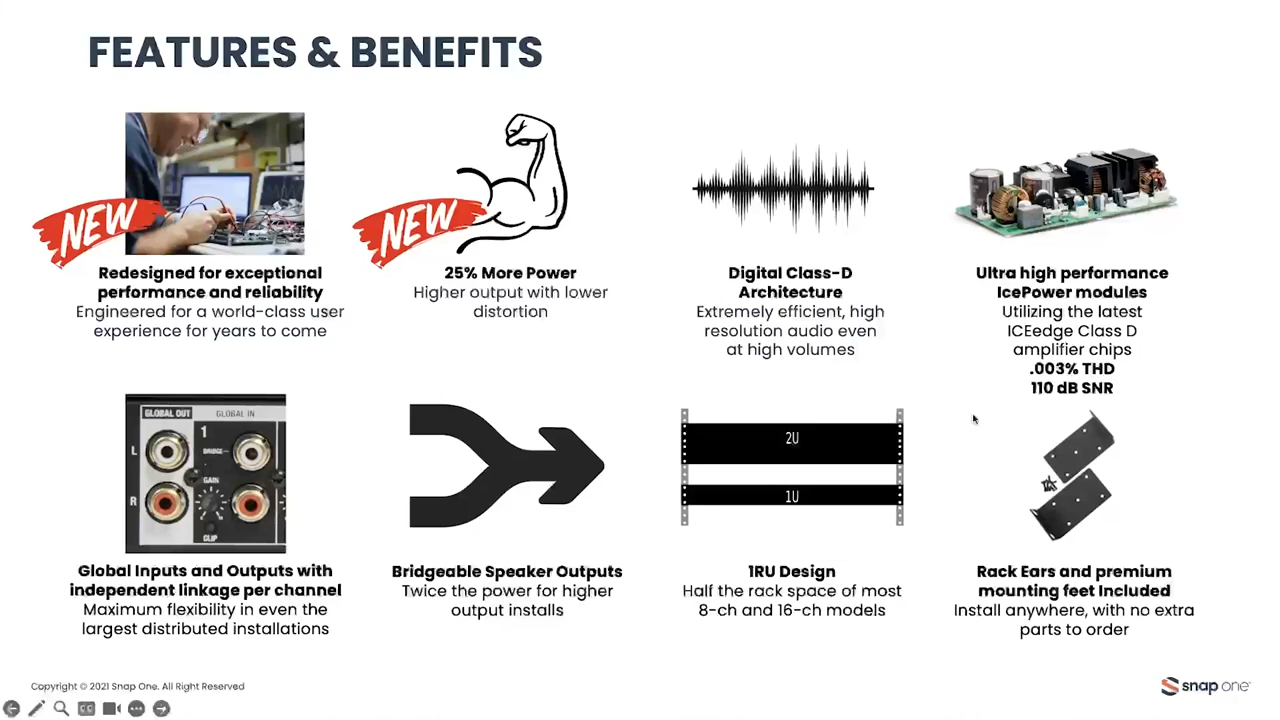 FEATURES & BENEFITS
NEW
Redesigned for exceptional
performance and reliability
Engineered for a world-class user
experience for years to come
NEW
25% More Power
Higher output with lower
distortion
Digital Class-D
Architecture
Extremely efficient, high
resolution audio even
at high volumes
Ultra high performance
IcePower modules
Utilizing the latest
ICEedge Class D
amplifier chips
.003% THD
110 dB SNR
GLOBAL OUT
GLOBAL IN
1
L
BRIDGE
GAIN
R
CLIP
Global Inputs and Outputs with
independent linkage per channel
Maximum flexibility in even the
largest distributed installations
Bridgeable Speaker Outputs
Twice the power for higher
output installs
2U
1U
1RU Design
Half the rack space of most
8-ch and 16-ch models
Rack Ears and premium
mounting feet Included
Install anywhere, with no extra
parts to order
Copyright © 2021 Snap One. All Right Reserved
snap one